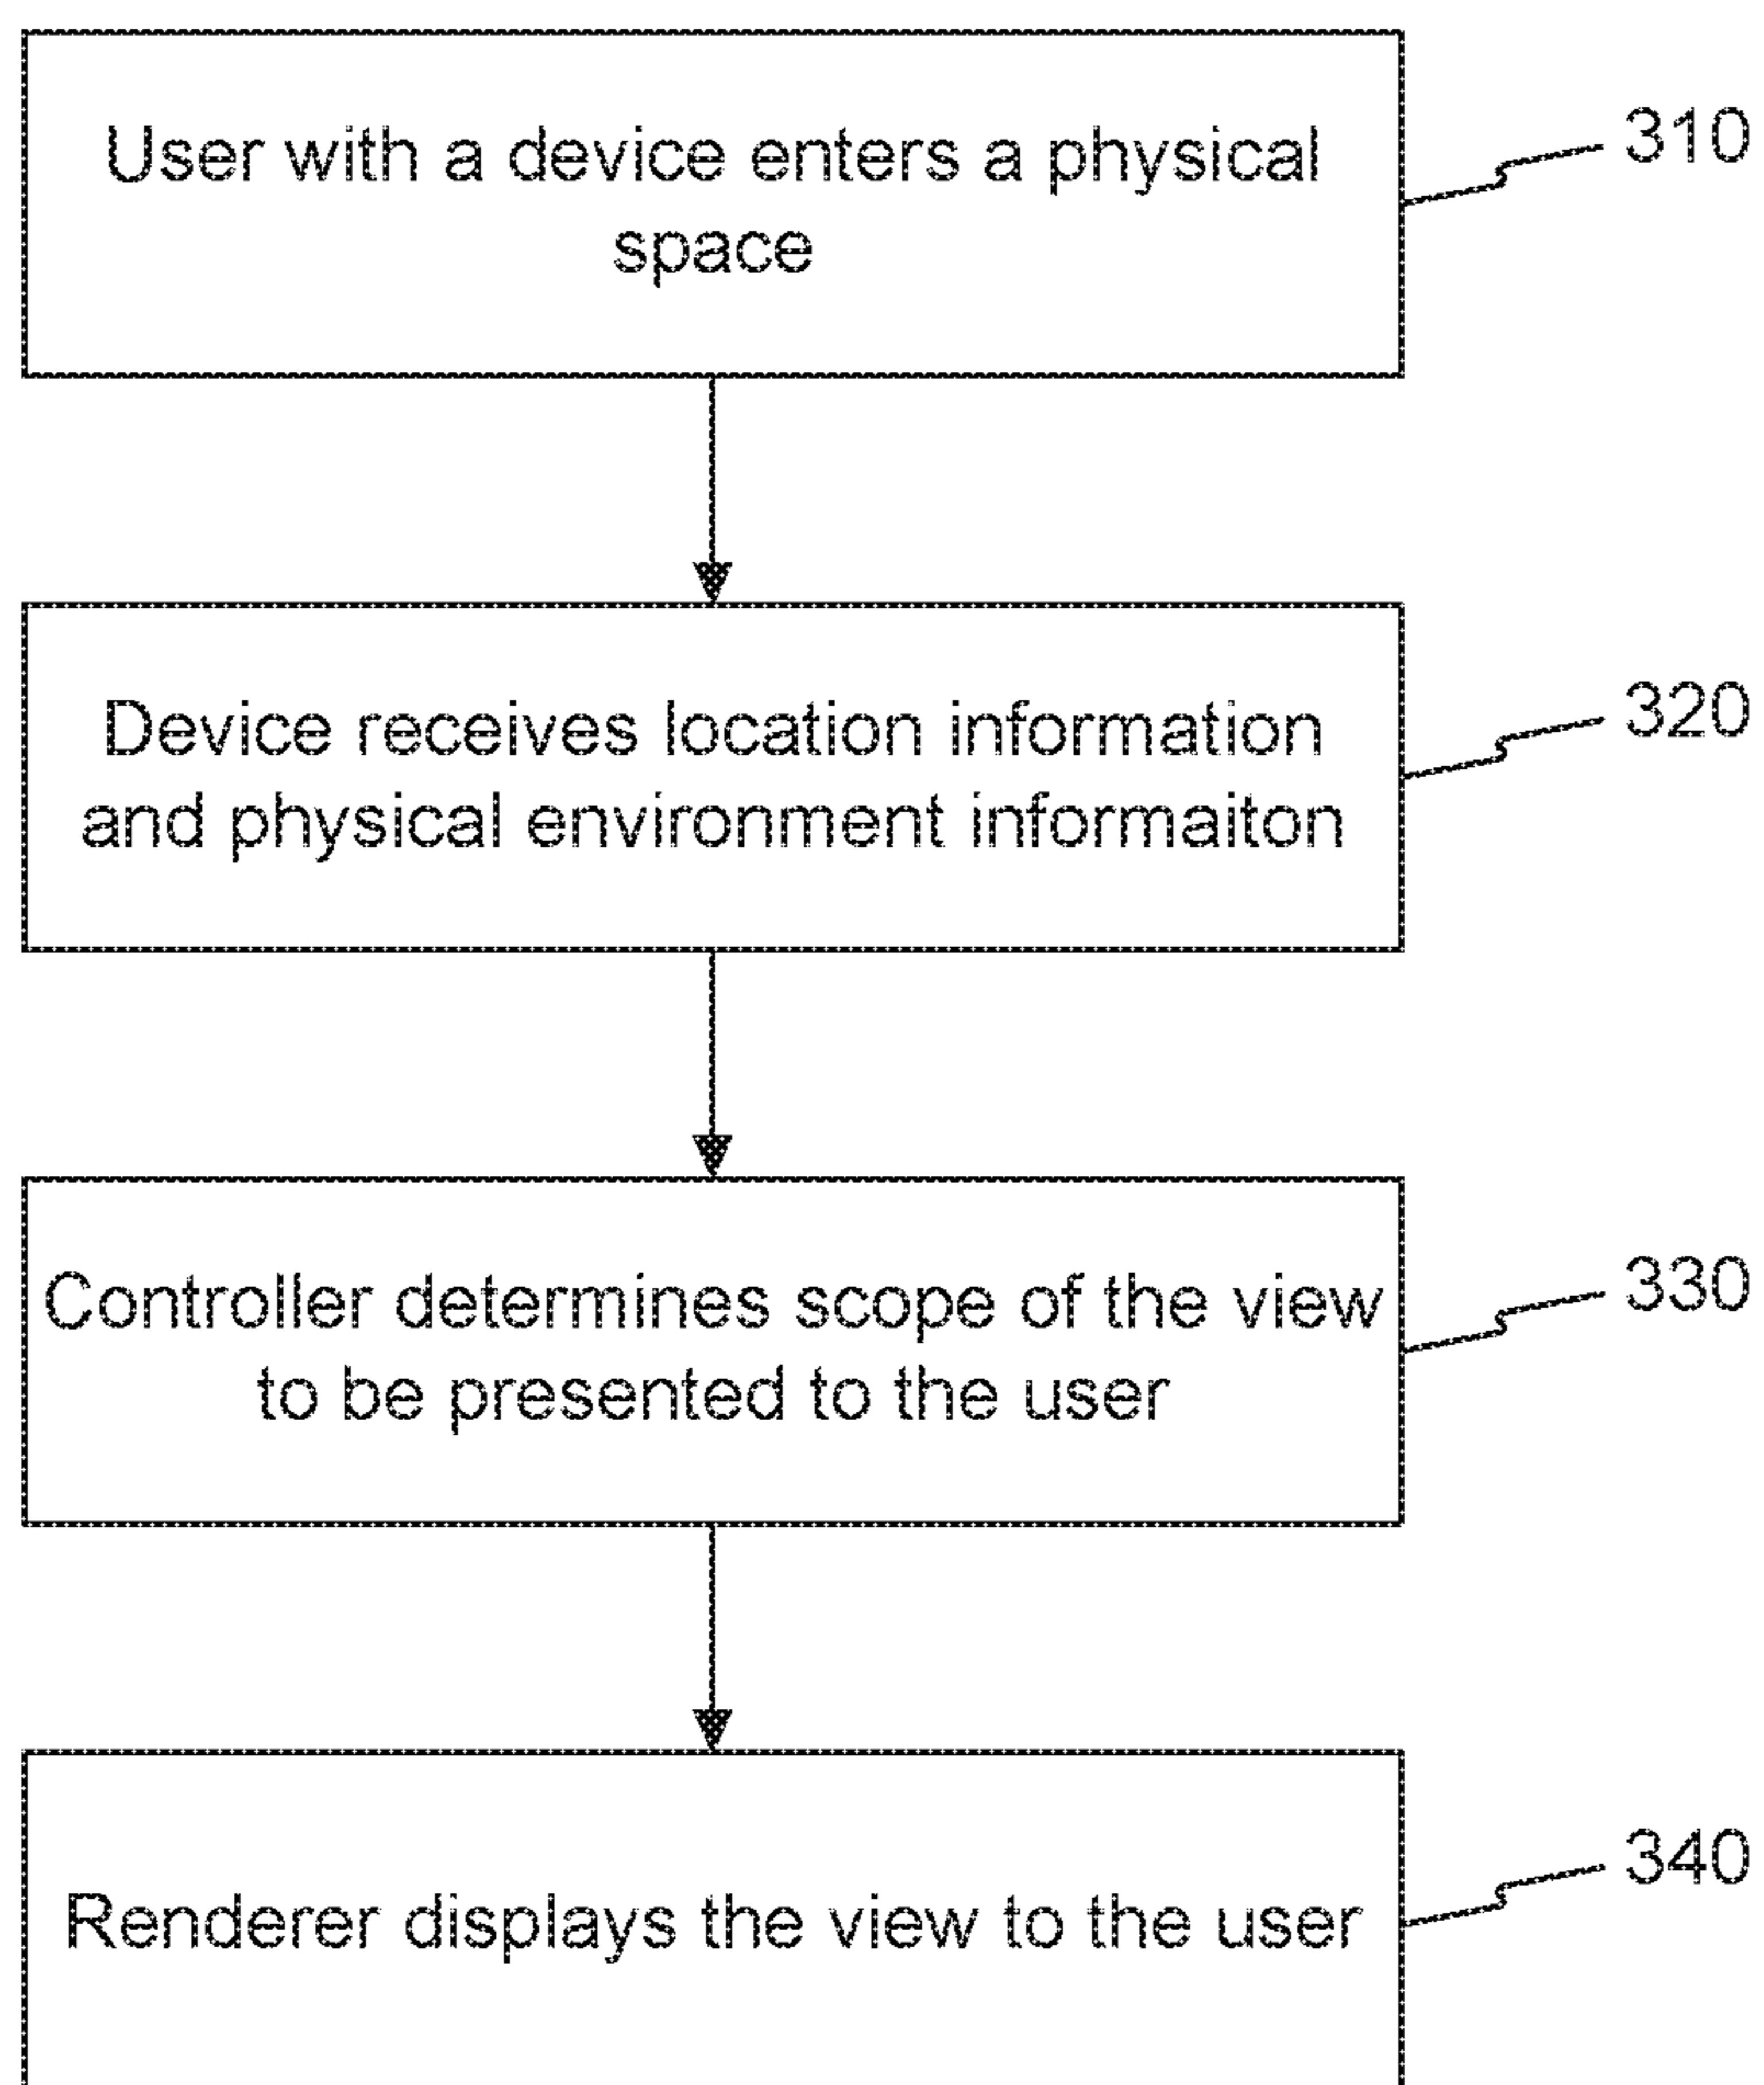 User with a device enters a physical
space
310
Device receives location information
and physical environment informaiton
320
Controller determines scope of the view
to be presented to the user
330
Renderer displays the view to the user
340